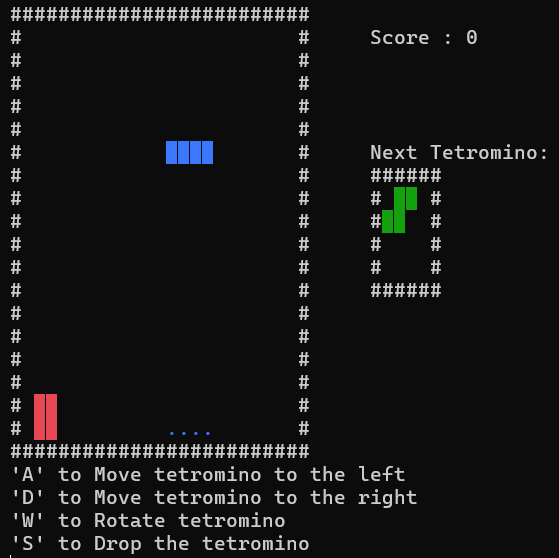 Score : 0
Next Tetromino:
'A' to Move tetromino to the left
'D' to Move tetromino to the right
'W' to Rotate tetromino
'S' to Drop the tetromino